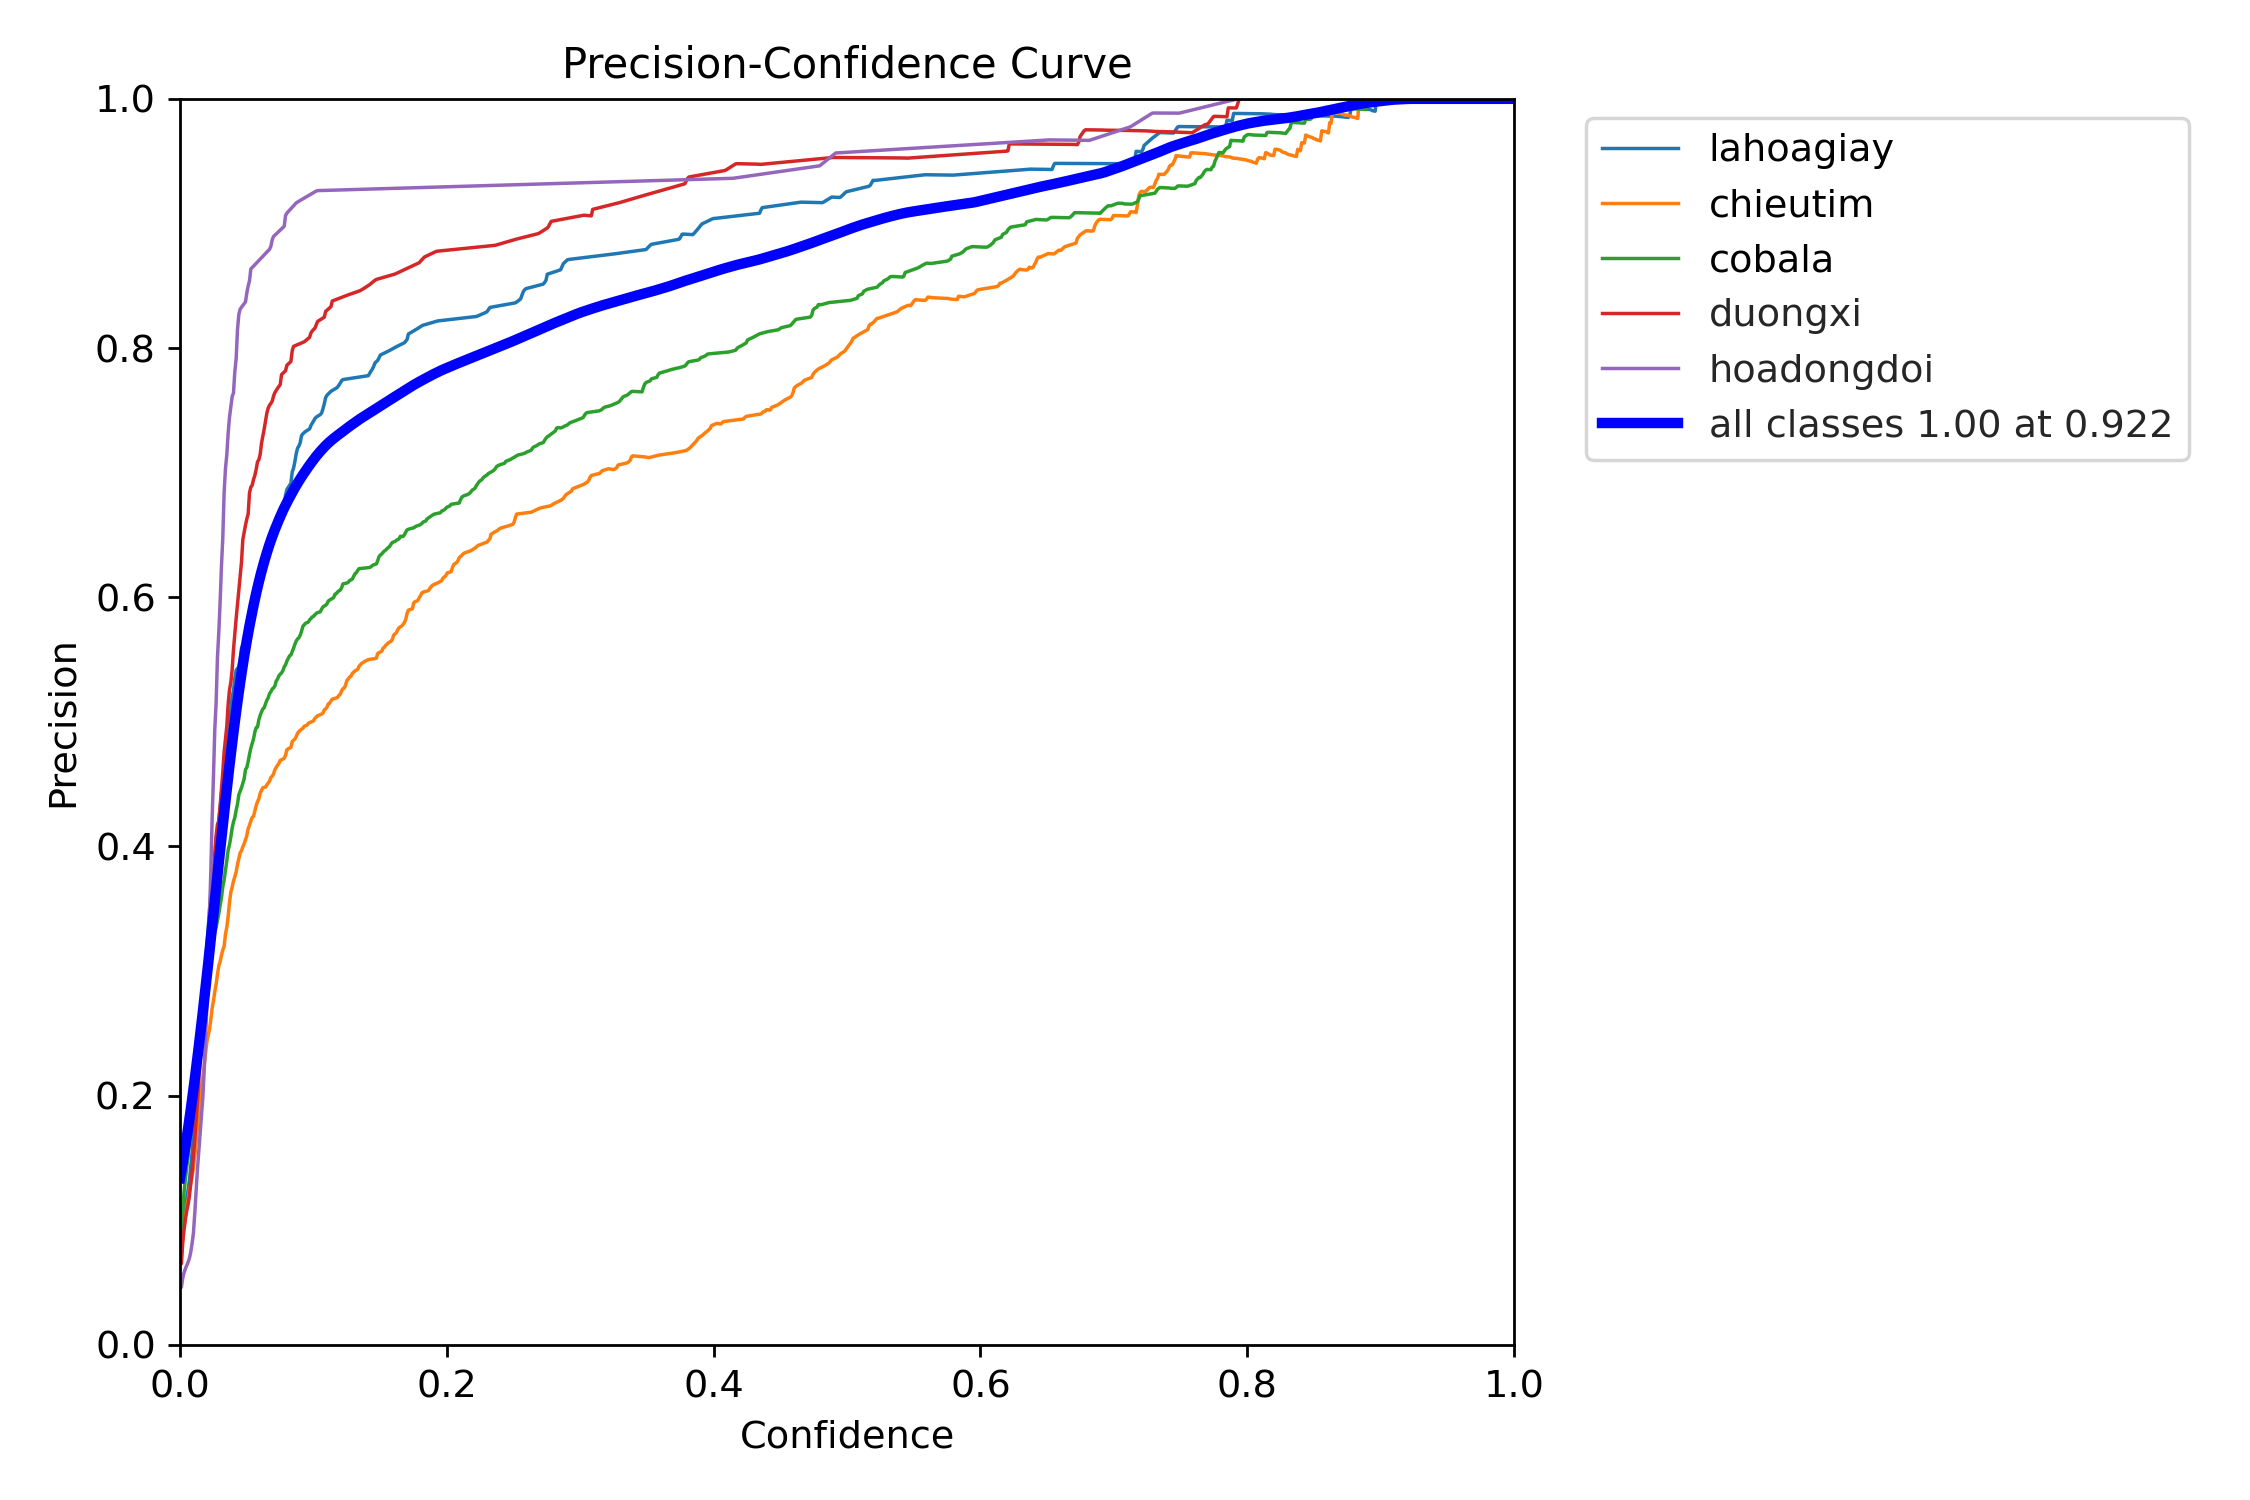 Precision-Confidence Curve
1.0
0.8
0.6
0.4
0.2
0.0
Precision
0.0 0.2 0.4 0.6 0.8 1.0
Confidence
lahoagiay
chieutim
cobala
duongxi
hoadongdoi
all classes 1.00 at 0.922